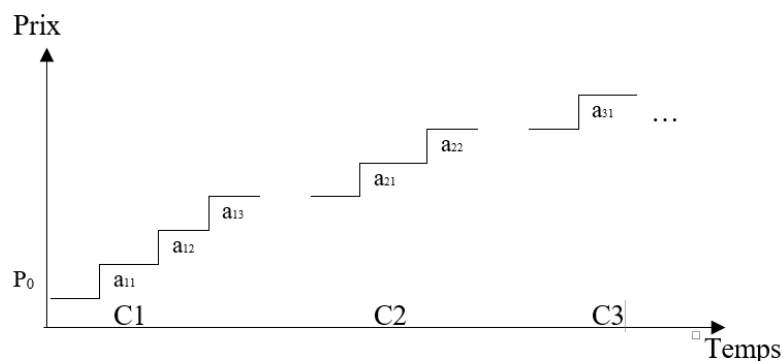 Prix
a₃₁
...
a₂₂
a₂₁
a₁₃
a₁₂
P₀
a₁₁
C1
C2
C3
Temps